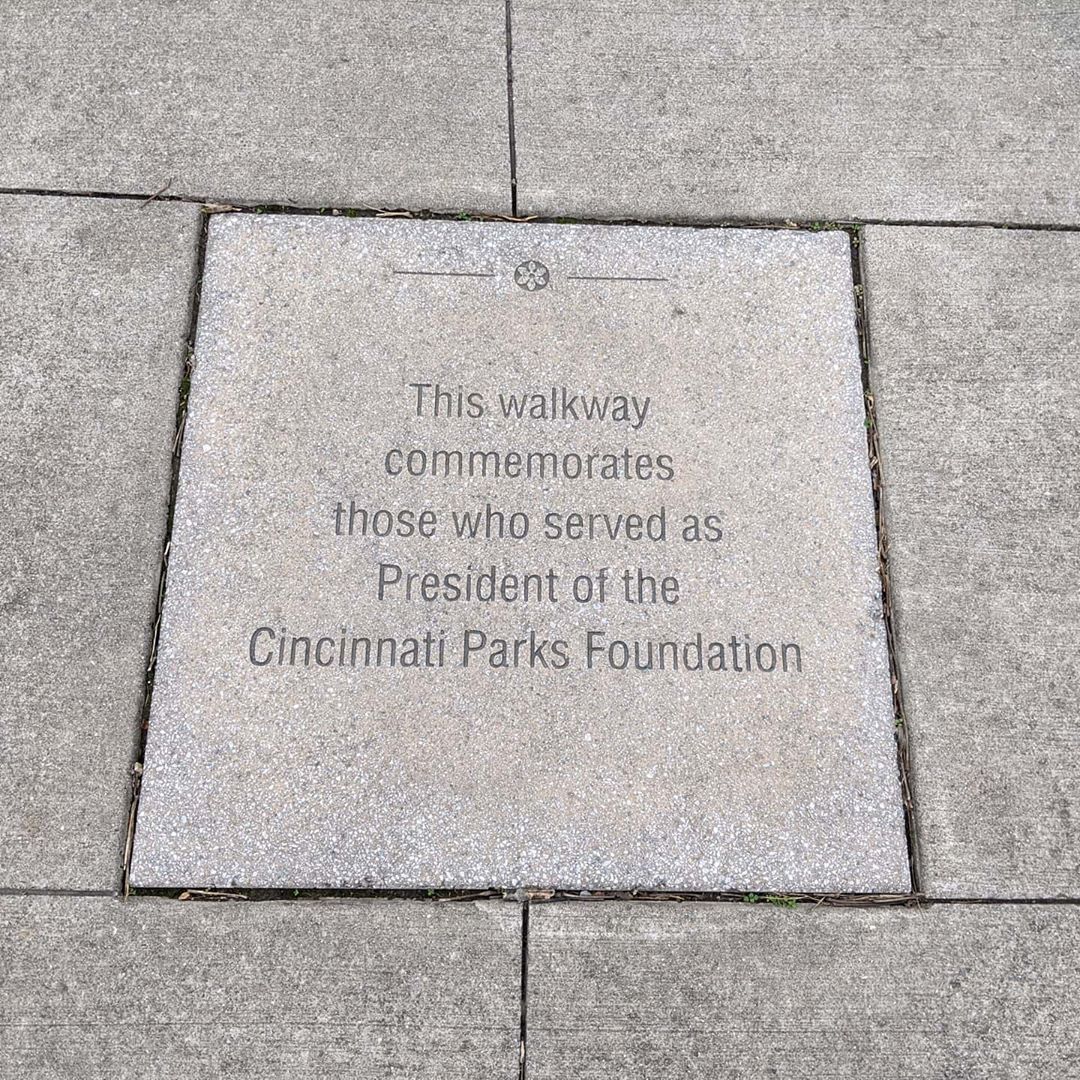 This walkway
commemorates
those who served as
President of the
Cincinnati Parks Foundation